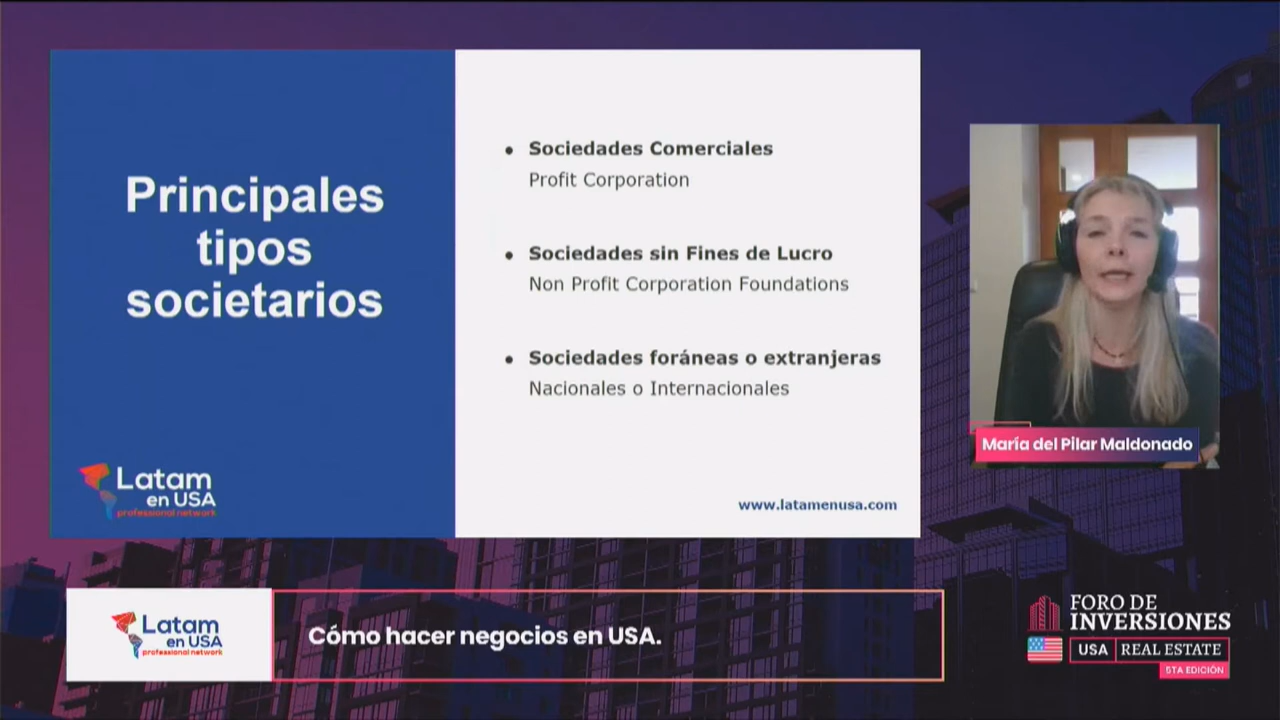 Principales
tipos
societarios
Latam
en USA
professional network
• Sociedades Comerciales
Profit Corporation
• Sociedades sin Fines de Lucro
Non Profit Corporation Foundations
• Sociedades foráneas o extranjeras
Nacionales o Internacionales
www.latamenusa.com
María del Pilar Maldonado
Latam
en USA
professional network
Cómo hacer negocios en USA.
FORO DE
INVERSIONES
USA REAL ESTATE
5TA EDICIÓN